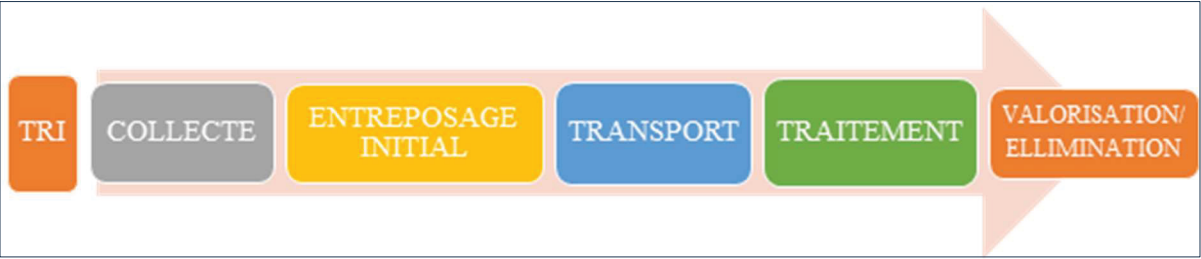 TRI
COLLECTE
ENTREPOSAGE
INITIAL
TRANSPORT
TRAITEMENT
VALORISATION/
ELLIMINATION